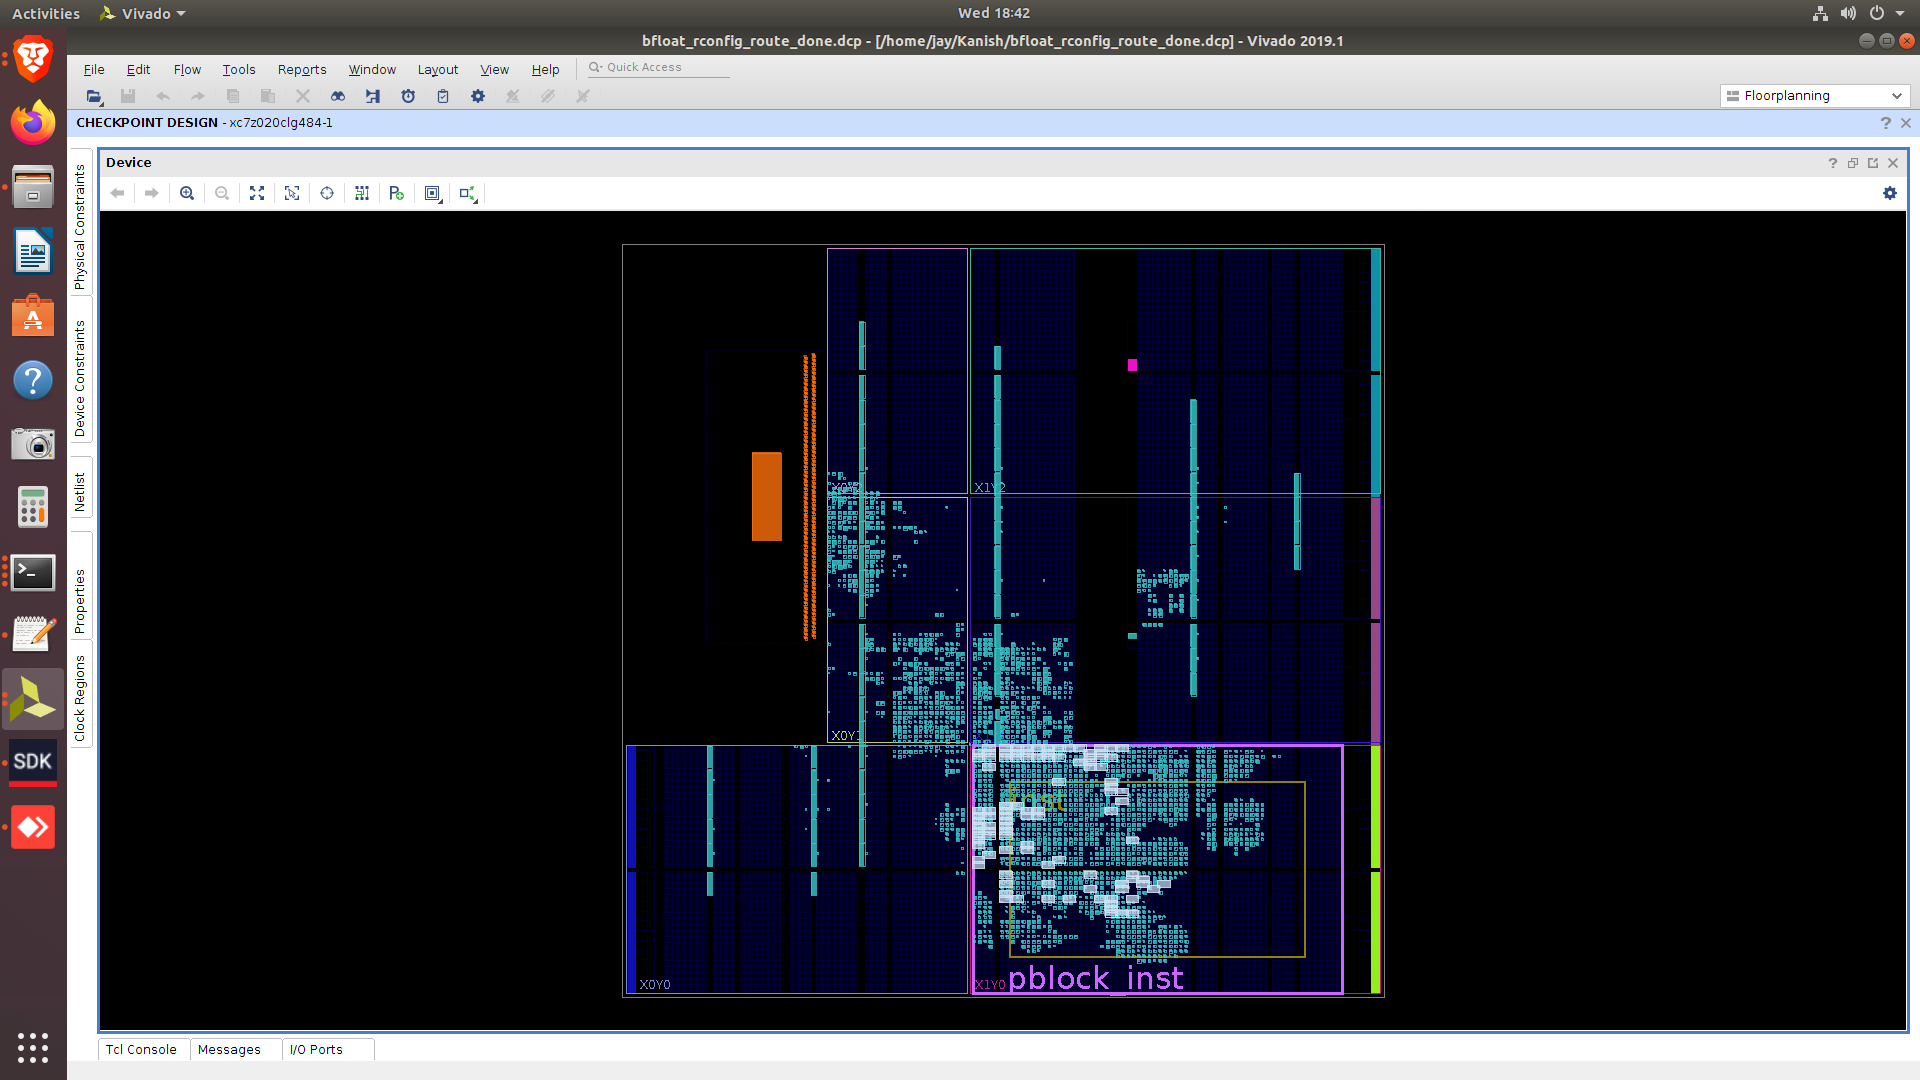 Activities
Vivado
Wed 18:42
bfloat_rconfig_route_done.dcp - [/home/jay/Kanish/bfloat_rconfig_route_done.dcp] - Vivado 2019.1
File Edit Flow Tools Reports Window Layout View Help
Quick Access
Floorplanning
CHECKPOINT DESIGN - xc7z020clg484-1
Device
Physical Constraints
Device Constraints
Netlist
Properties
Clock Regions
X1Y2
X0Y1
inst
X0Y0
X1Y0
pblock_inst
SDK
Tcl Console
Messages
I/O Ports